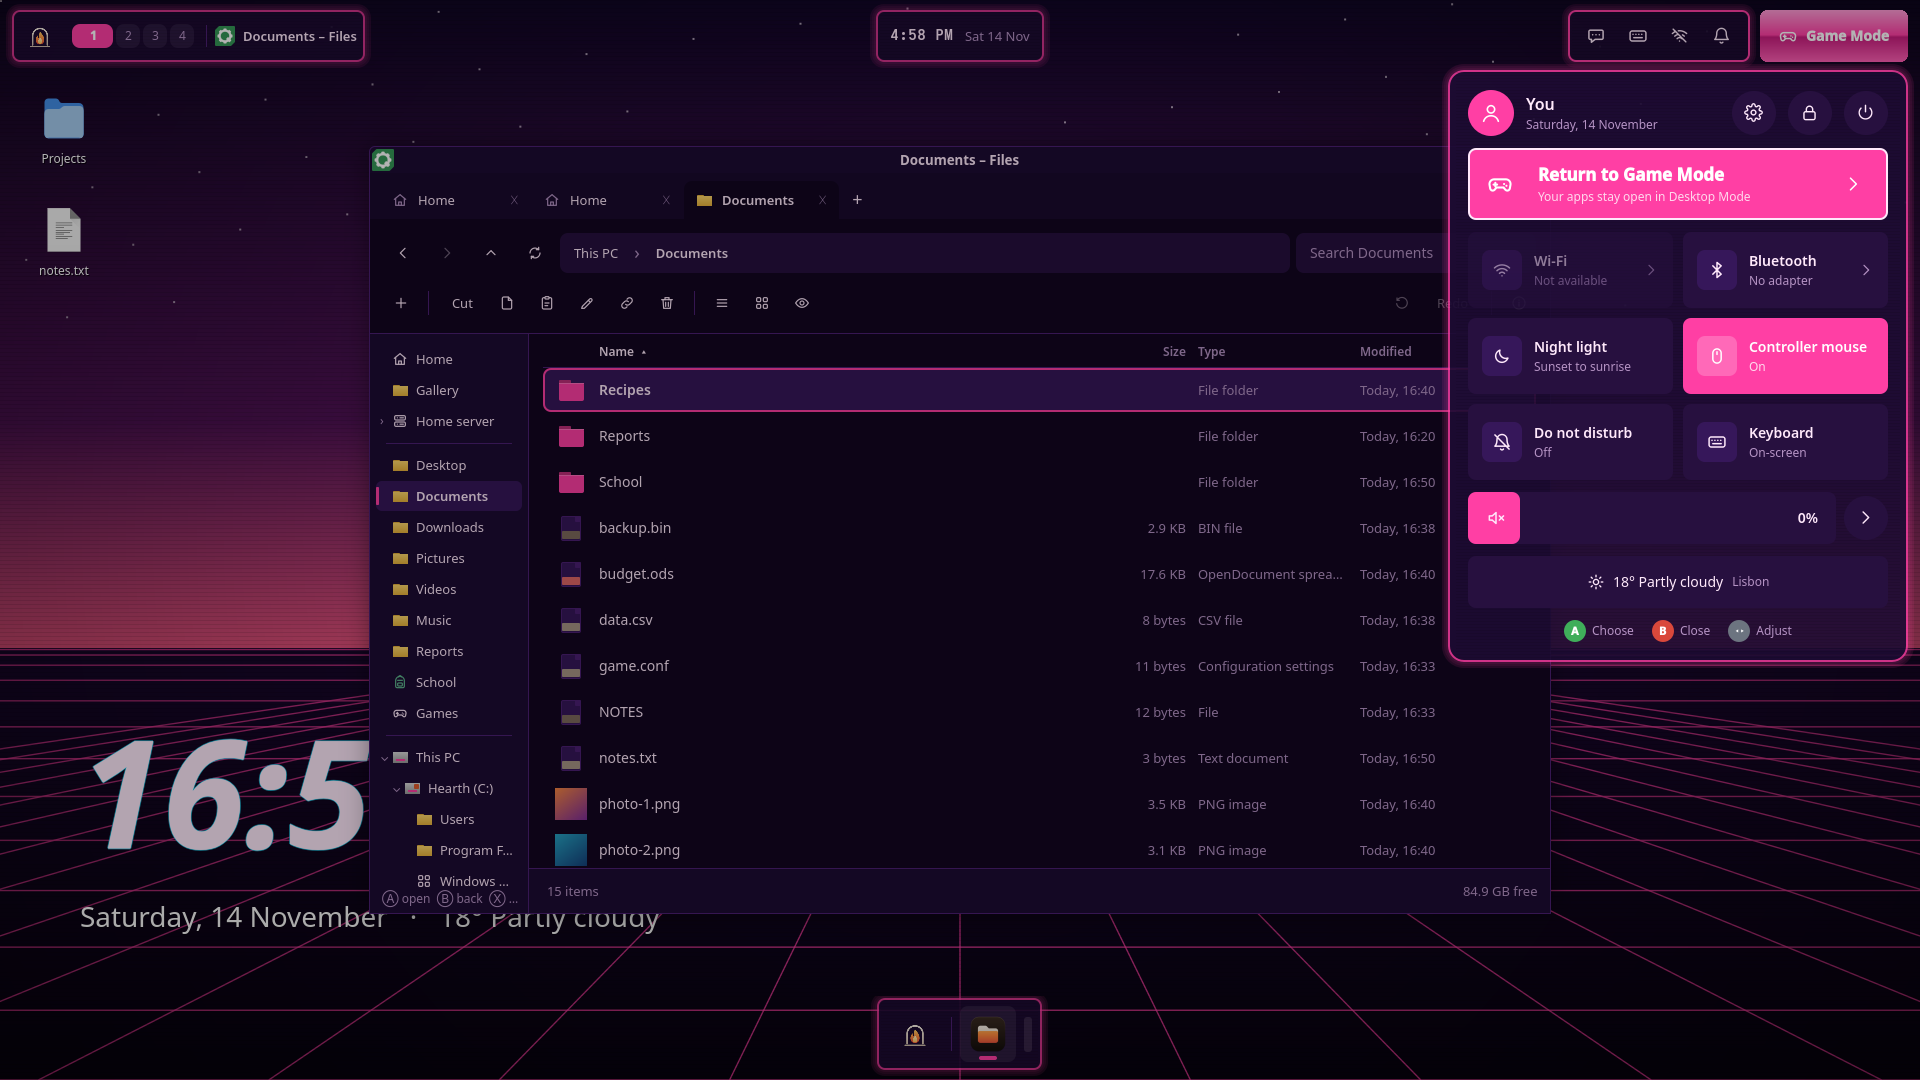 1 2 3 4 Documents – Files
4:58 PM Sat 14 Nov
Game Mode
Projects
notes.txt
Documents – Files
Home X Home X Documents X +
This PC › Documents
Search Documents
Cut
Home
Gallery
Home server
Desktop
Documents
Downloads
Pictures
Videos
Music
Reports
School
Games
This PC
Hearth (C:)
Users
Program F...
Windows ...
A open B back X ...
Name Size Type Modified
Recipes File folder Today, 16:40
Reports File folder Today, 16:20
School File folder Today, 16:50
backup.bin 2.9 KB BIN file Today, 16:38
budget.ods 17.6 KB OpenDocument sprea... Today, 16:40
data.csv 8 bytes CSV file Today, 16:38
game.conf 11 bytes Configuration settings Today, 16:33
NOTES 12 bytes File Today, 16:33
notes.txt 3 bytes Text document Today, 16:50
photo-1.png 3.5 KB PNG image Today, 16:40
photo-2.png 3.1 KB PNG image Today, 16:40
15 items 84.9 GB free
16:5
Saturday, 14 November · 18° Partly cloudy
You
Saturday, 14 November
Return to Game Mode
Your apps stay open in Desktop Mode
Wi-Fi
Not available
Bluetooth
No adapter
Night light
Sunset to sunrise
Controller mouse
On
Do not disturb
Off
Keyboard
On-screen
0%
18° Partly cloudy Lisbon
A Choose B Close Adjust